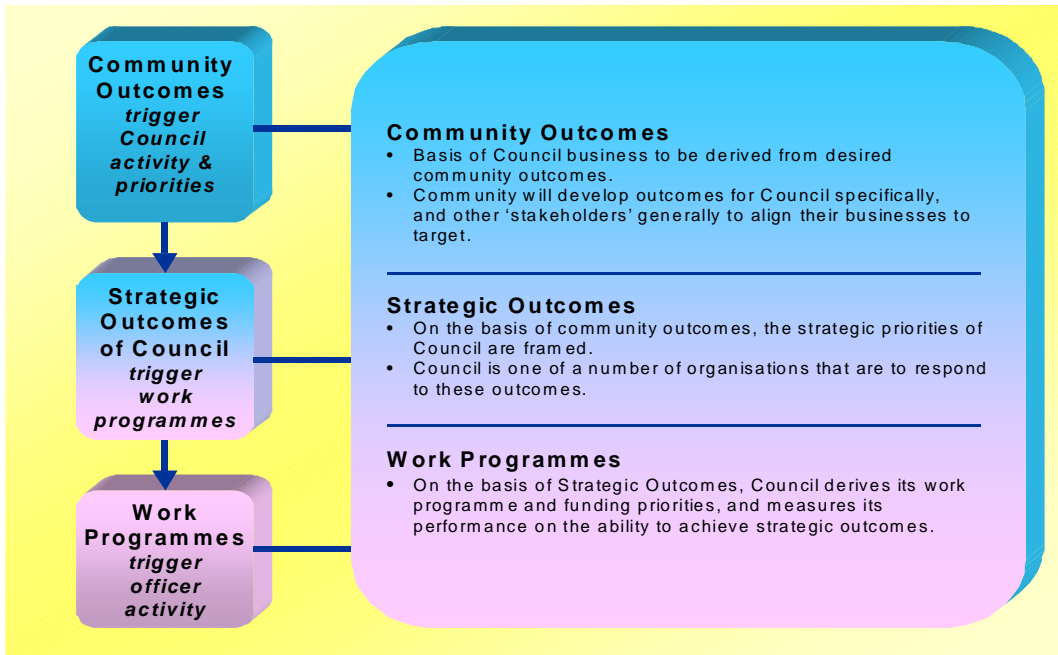 Community
Outcomes
trigger
Council
activity &
priorities
Strategic
Outcomes
of Council
trigger
work
programmes
Work
Programmes
trigger
officer
activity
Community Outcomes
• Basis of Council business to be derived from desired
community outcomes.
• Community will develop outcomes for Council specifically,
and other ‘stakeholders’ generally to align their businesses to
target.
Strategic Outcomes
• On the basis of community outcomes, the strategic priorities of
Council are framed.
• Council is one of a number of organisations that are to respond
to these outcomes.
Work Programmes
• On the basis of Strategic Outcomes, Council derives its work
programme and funding priorities, and measures its
performance on the ability to achieve strategic outcomes.